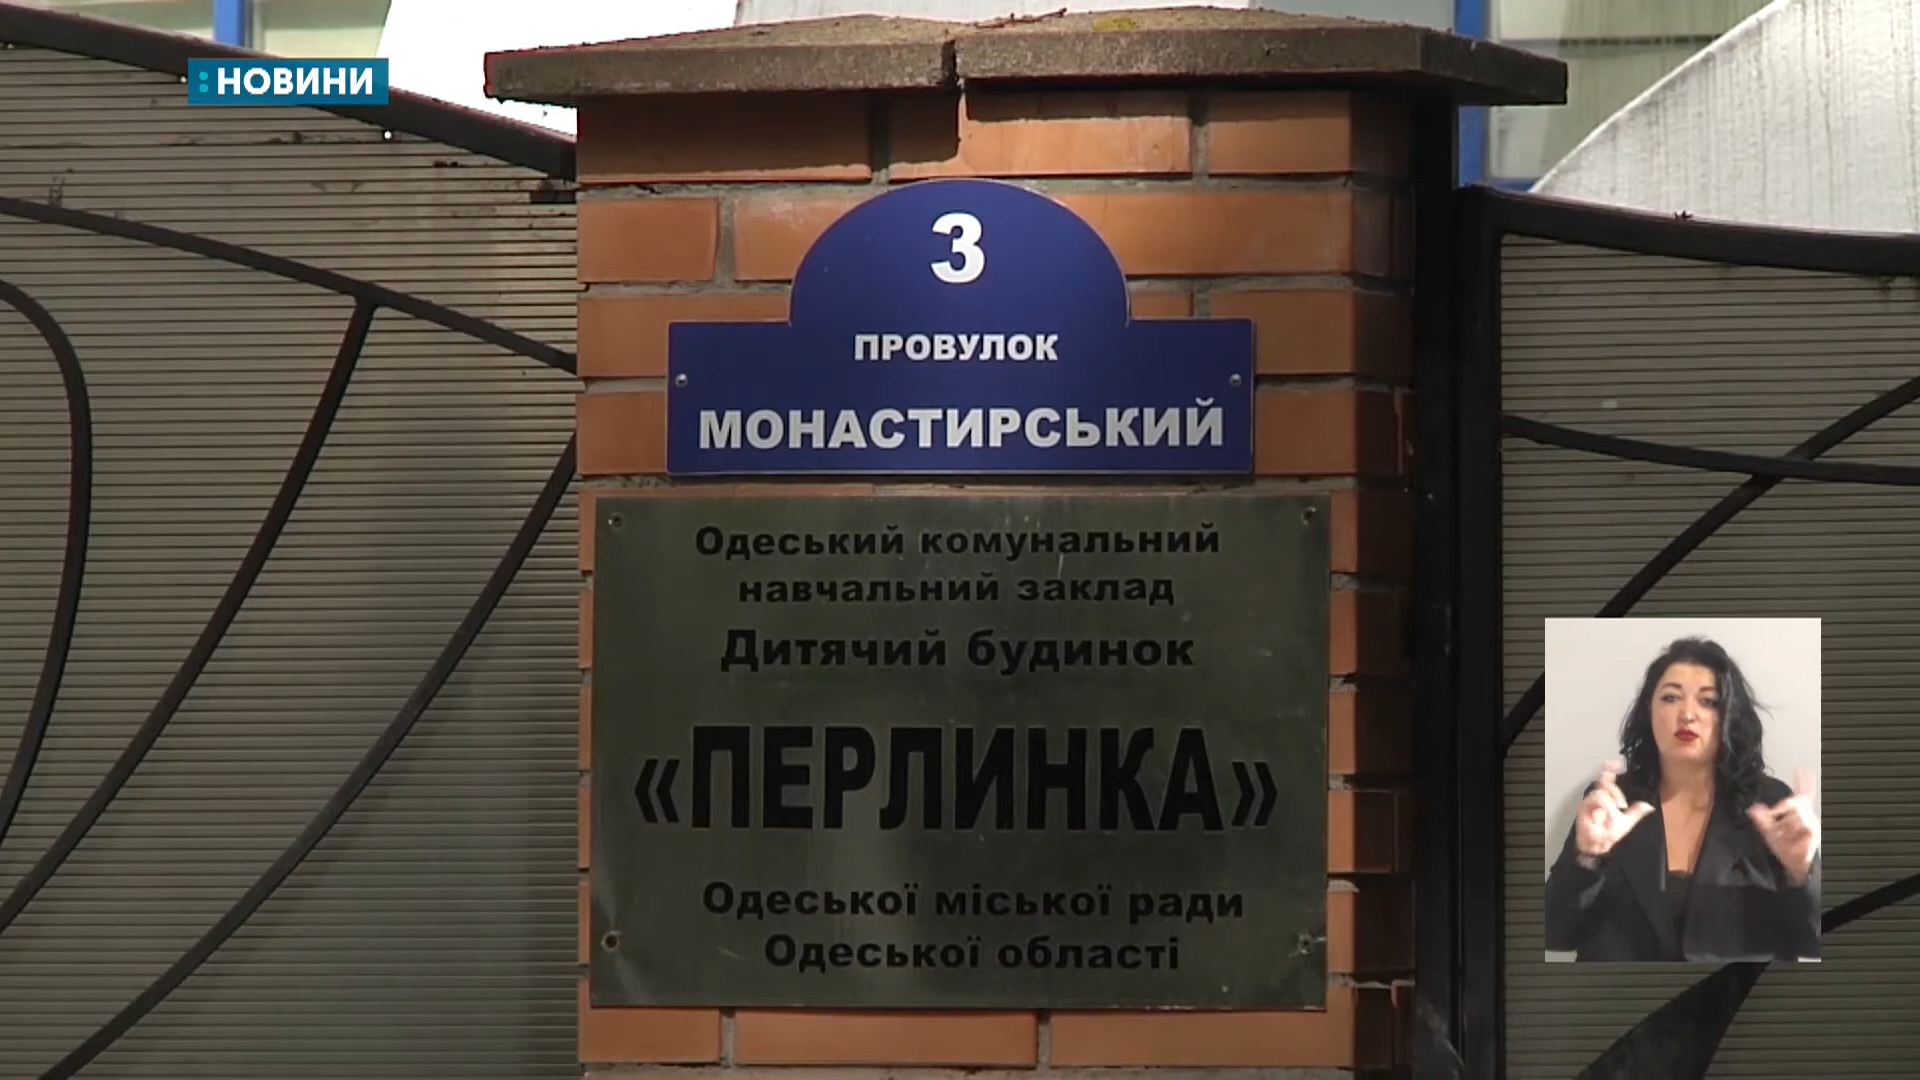 :НОВИНИ
3
ПРОВУЛОК
МОНАСТИРСЬКИЙ
Одеський комунальний
навчальний заклад
Дитячий будинок
«ПЕРЛИНКА»
Одеської міської ради
Одеської області